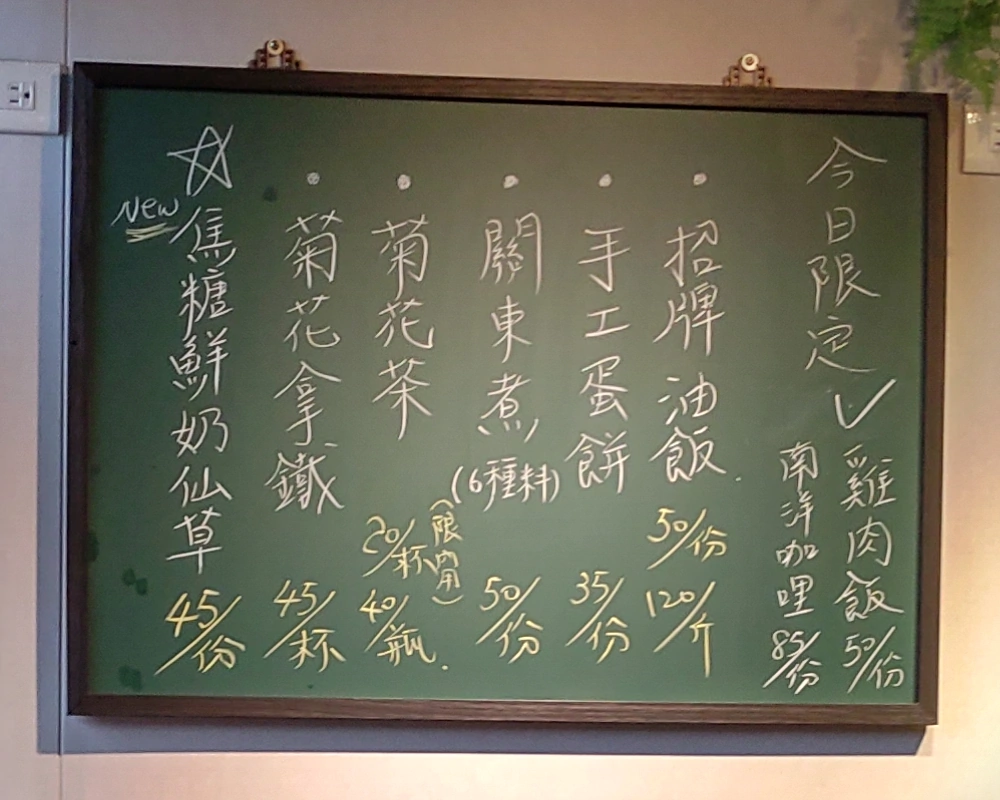 今日限定✓
雞肉飯 50/份
南洋咖哩 85/份
•招牌油飯. 50/份
120/斤
•手工蛋餅 35/份
•關東煮(6種料) 50/份
•菊花茶 20/杯(限內用)
40/瓶.
•菊花拿鐵 45/杯
☆焦糖鮮奶仙草 45/份
New